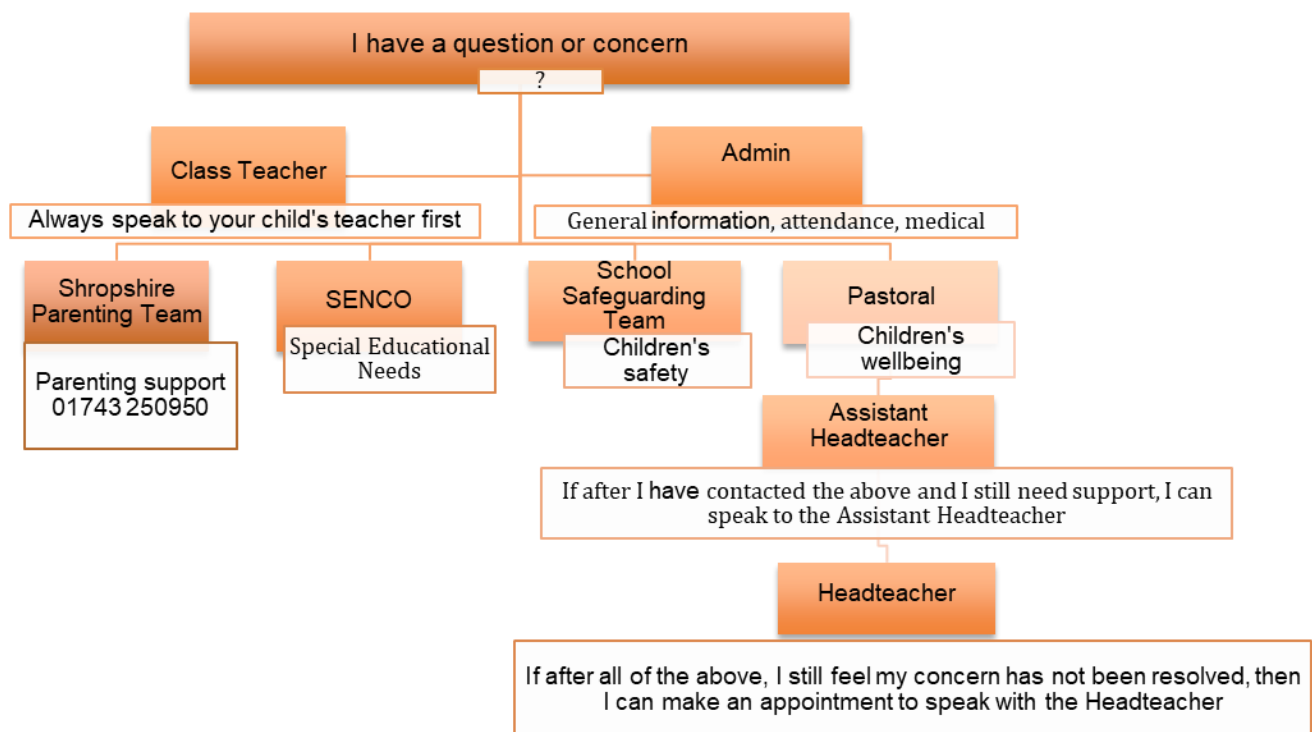 I have a question or concern
?
Class Teacher
Always speak to your child's teacher first
Admin
General information, attendance, medical
Shropshire
Parenting Team
Parenting support
01743 250950
SENCO
Special Educational
Needs
School
Safeguarding
Team
Children's
safety
Pastoral
Children's
wellbeing
Assistant
Headteacher
If after I have contacted the above and I still need support, I can
speak to the Assistant Headteacher
Headteacher
If after all of the above, I still feel my concern has not been resolved, then
I can make an appointment to speak with the Headteacher